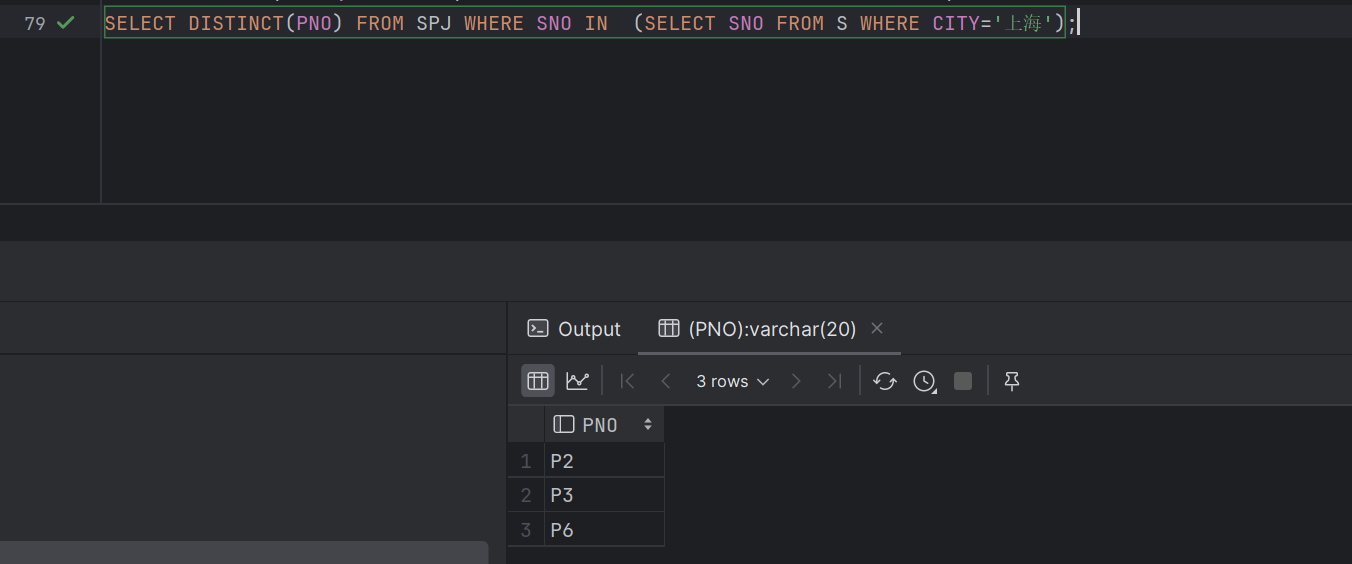 79 SELECT DISTINCT(PNO) FROM SPJ WHERE SNO IN  (SELECT SNO FROM S WHERE CITY='上海');
Output (PNO):varchar(20)
3 rows
PNO
1 P2
2 P3
3 P6